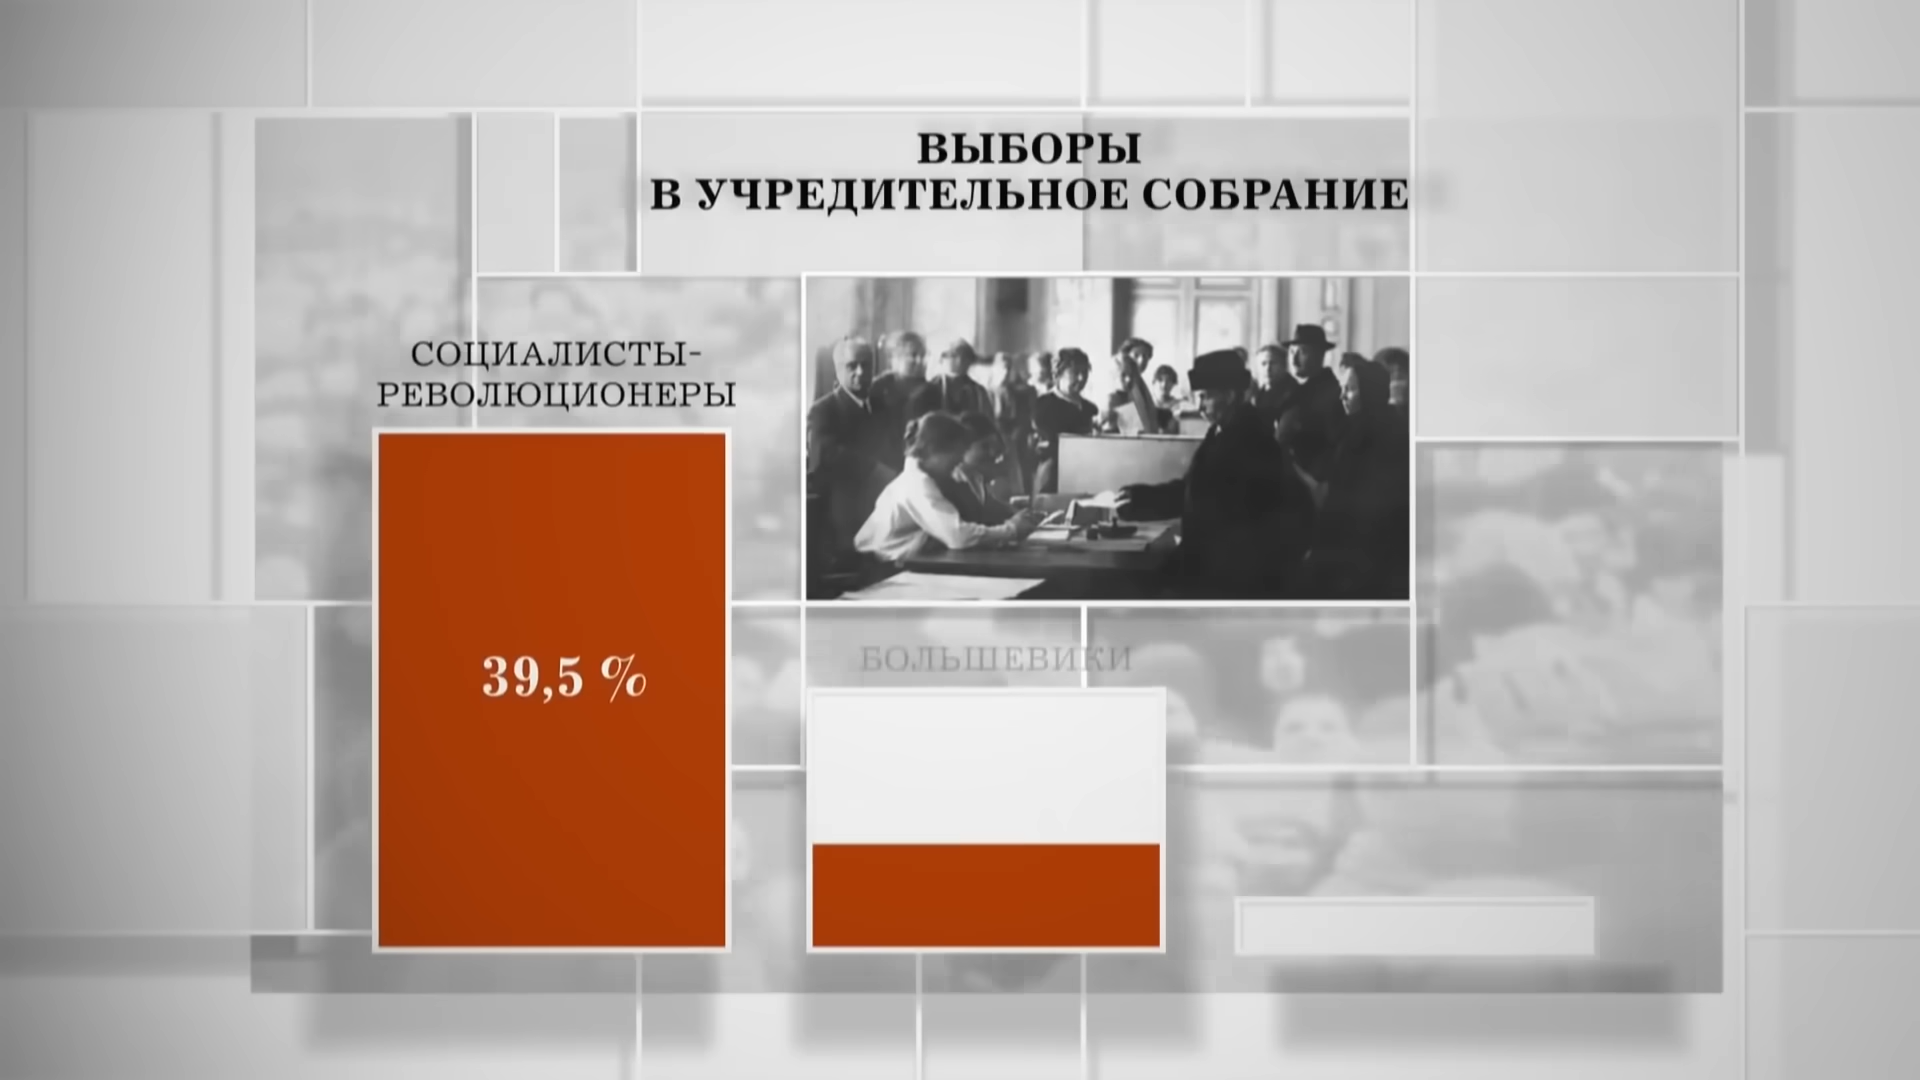 ВЫБОРЫ
В УЧРЕДИТЕЛЬНОЕ СОБРАНИЕ
СОЦИАЛИСТЫ-
РЕВОЛЮЦИОНЕРЫ
39,5 %
БОЛЬШЕВИКИ